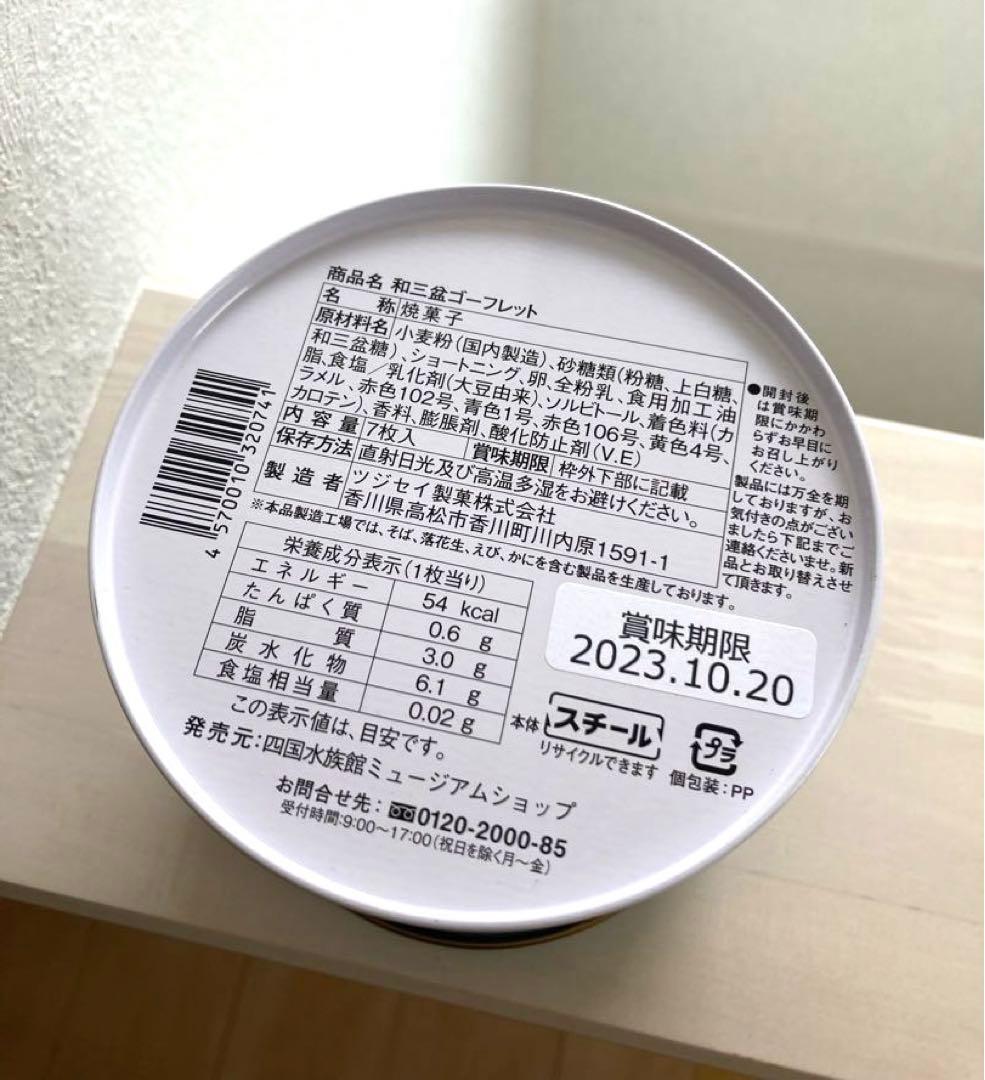 商品名 和三盆ゴーフレット
名称 焼菓子
原材料名 小麦粉(国内製造)、砂糖類(粉糖、上白糖、
和三盆糖)、ショートニング、卵、全粉乳、食用加工油
脂、食塩/乳化剤(大豆由来)、ソルビトール、着色料(カ
ラメル、赤色102号、青色1号、赤色106号、黄色4号、
カロテン)、香料、膨脹剤、酸化防止剤(V.E)
内容量 7枚入 賞味期限 枠外下部に記載
保存方法 直射日光及び高温多湿をお避けください。
製造者 ツジセイ製菓株式会社
香川県高松市香川町川内原1591-1
※本品製造工場では、そば、落花生、えび、かにを含む製品を生産しております。
●開封後
は賞味期
限にかかわ
らずお早目に
お召し上がり
ください。
製品には万全を期
しておりますが、お
気付きの点がござい
ましたら下記までご
連絡くださいませ。新
品とお取り替えさせ
て頂きます。
4 570010 320741
栄養成分表示(1枚当り)
エネルギー 54 kcal
たんぱく質 0.6 g
脂質 3.0 g
炭水化物 6.1 g
食塩相当量 0.02 g
この表示値は、目安です。
賞味期限
2023.10.20
本体 スチール
リサイクルできます
プラ
個包装:PP
発売元:四国水族館ミュージアムショップ
お問合せ先:0120-2000-85
受付時間:9:00～17:00(祝日を除く月～金)